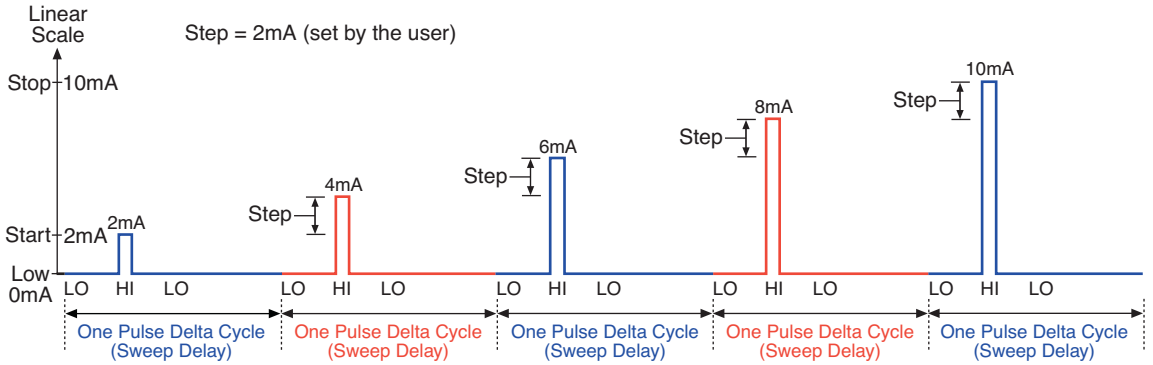 Linear
Scale
Step = 2mA (set by the user)
Stop 10mA
10mA
Step
8mA
Step
6mA
Step
4mA
Step
2mA
Start 2mA
Low
0mA
LO HI LO LO HI LO LO HI LO LO HI LO LO HI LO
One Pulse Delta Cycle
(Sweep Delay)
One Pulse Delta Cycle
(Sweep Delay)
One Pulse Delta Cycle
(Sweep Delay)
One Pulse Delta Cycle
(Sweep Delay)
One Pulse Delta Cycle
(Sweep Delay)